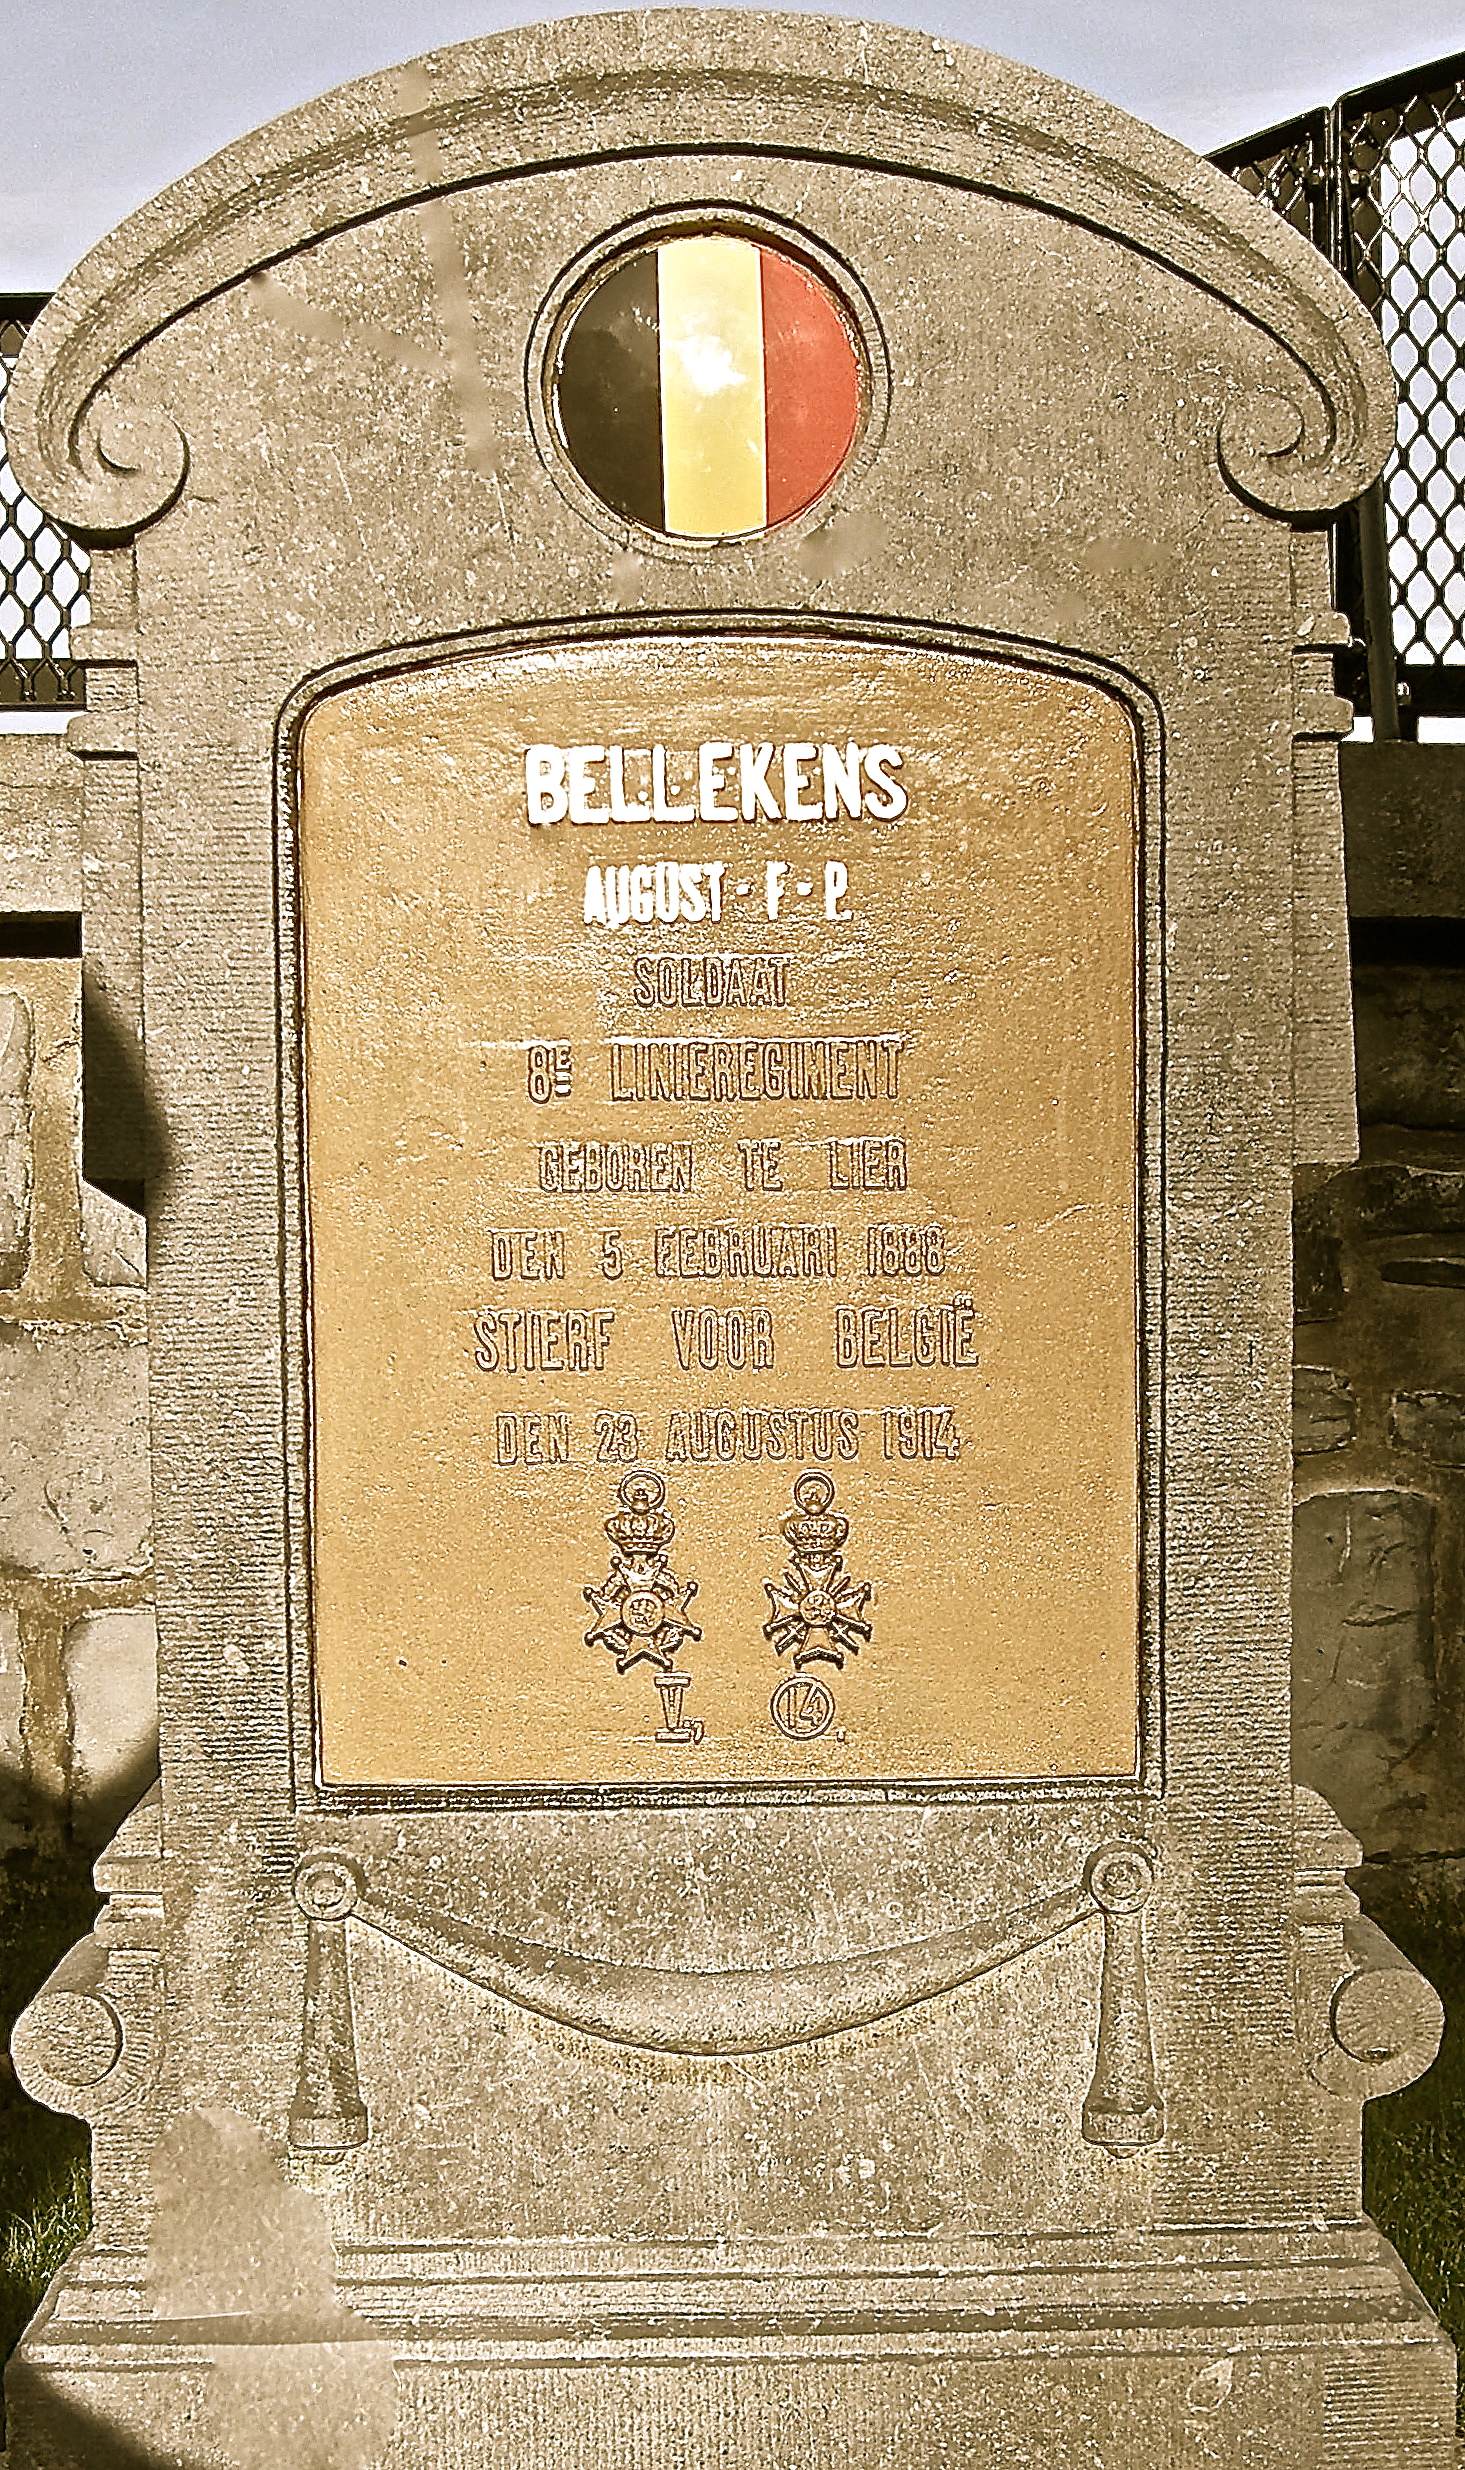 BELLEKENS
AUGUST · F · P.
SOLDAAT
8E LINIEREGIMENT
GEBOREN TE LIER
DEN 5 FEBRUARI 1888
STIERF VOOR BELGIË
DEN 23 AUGUSTUS 1914
14